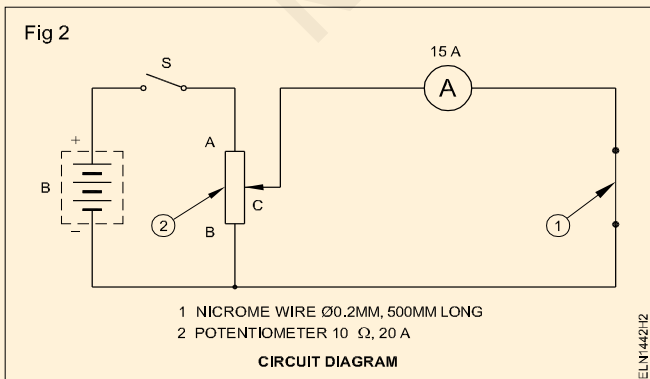 Fig 2
15 A
S
A
+
A
B
C
2
B
1
–
1 NICROME WIRE Ø0.2MM, 500MM LONG
2 POTENTIOMETER 10 Ω, 20 A
CIRCUIT DIAGRAM
ELN1442H2